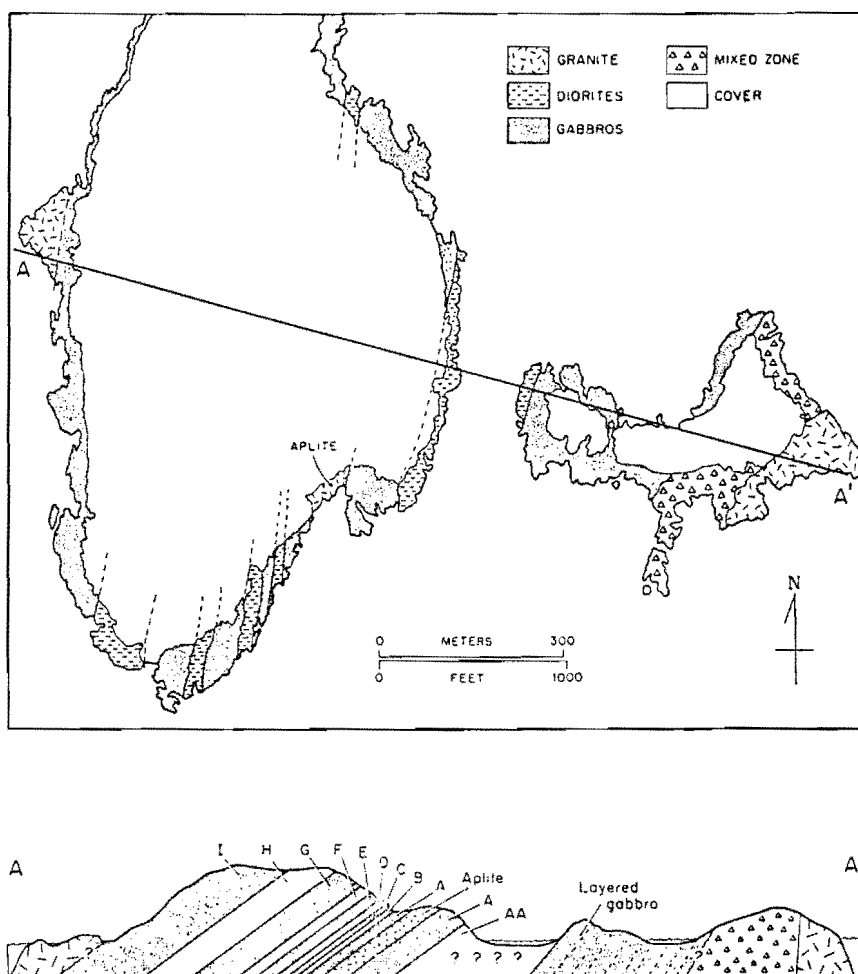 GRANITE
MIXED ZONE
DIORITES
COVER
GABBROS
A
APLITE
A'
N
0 METERS 300
0 FEET 1000
A
I
H
G
F
E
D
C
B
A
Aplite
A
AA
Layered
gabbro
A
?
? ? ? ?
?